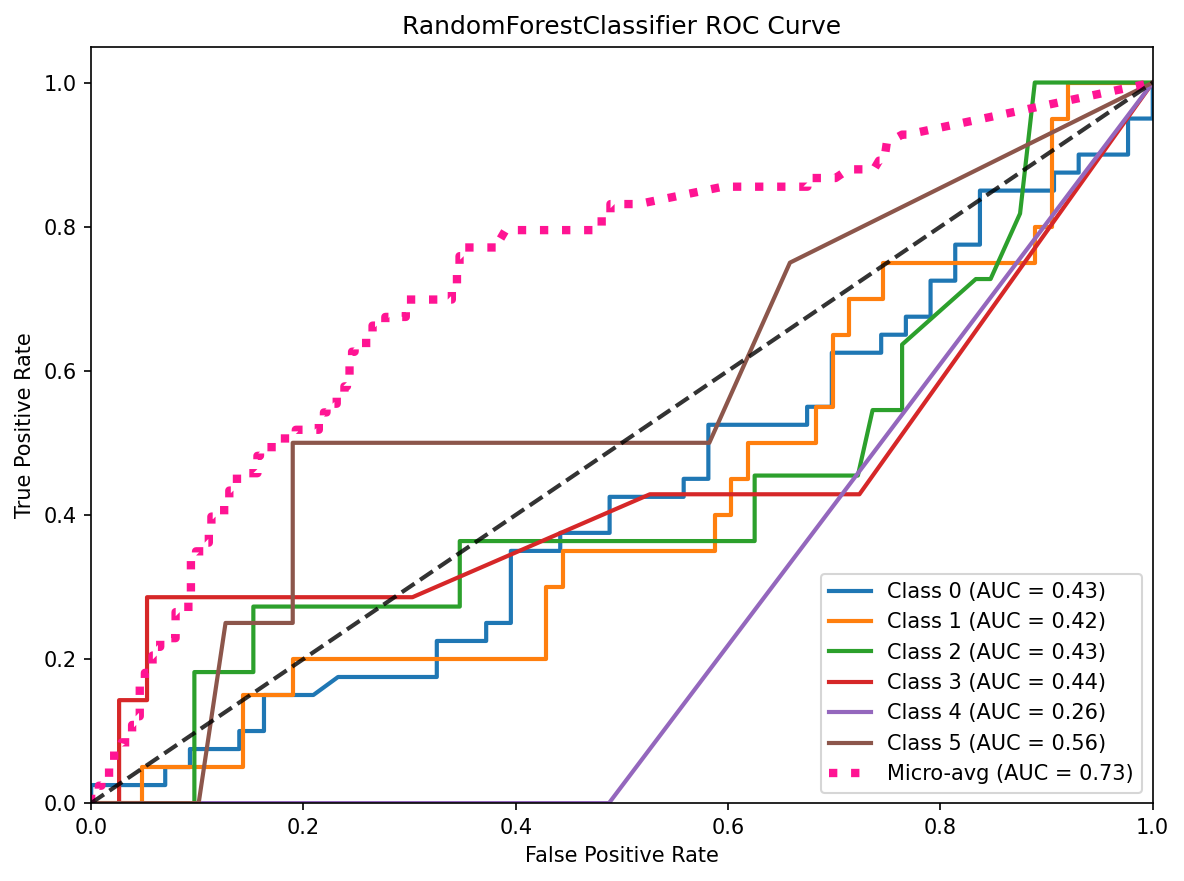 RandomForestClassifier ROC Curve
True Positive Rate
1.0
0.8
0.6
0.4
0.2
0.0
0.0 0.2 0.4 0.6 0.8 1.0
False Positive Rate
Class 0 (AUC = 0.43)
Class 1 (AUC = 0.42)
Class 2 (AUC = 0.43)
Class 3 (AUC = 0.44)
Class 4 (AUC = 0.26)
Class 5 (AUC = 0.56)
Micro-avg (AUC = 0.73)